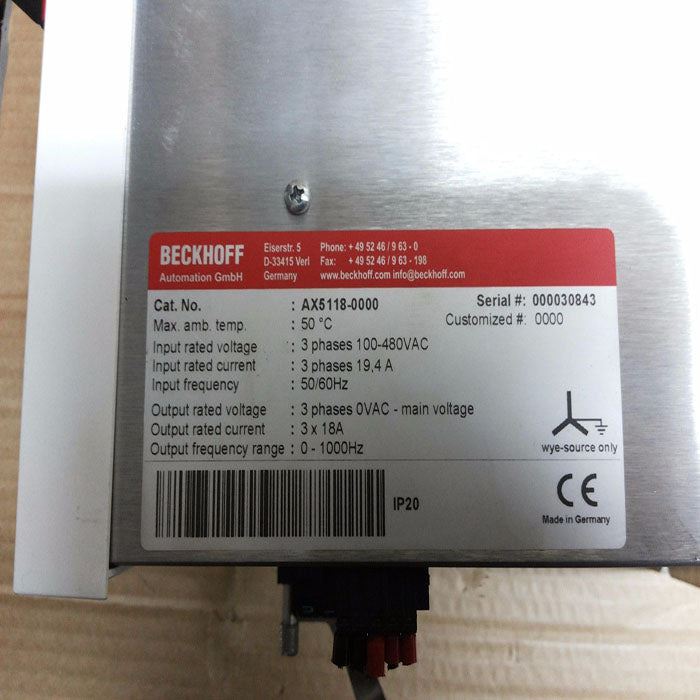 BECKHOFF
Automation GmbH
Eiserstr. 5
D-33415 Verl
Germany
Phone: + 49 52 46 / 9 63 - 0
Fax: + 49 52 46 / 9 63 - 198
www.beckhoff.com info@beckhoff.com
Cat. No. : AX5118-0000 Serial #: 000030843
Max. amb. temp. : 50 °C Customized #: 0000
Input rated voltage : 3 phases 100-480VAC
Input rated current : 3 phases 19,4 A
Input frequency : 50/60Hz
Output rated voltage : 3 phases 0VAC - main voltage
Output rated current : 3 x 18A
Output frequency range : 0 - 1000Hz
wye-source only
IP20
CE
Made in Germany